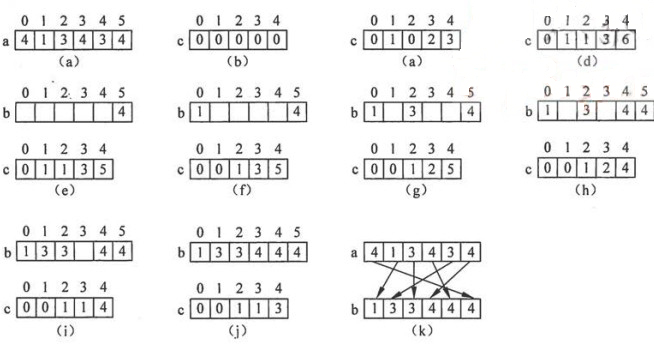 0 1 2 3 4 5 0 1 2 3 4 0 1 2 3 4 0 1 2 3 4
a 4 1 3 4 3 4 c 0 0 0 0 0 c 0 1 0 2 3 c 0 1 1 3 6
(a) (b) (a) (d)
0 1 2 3 4 5 0 1 2 3 4 5 0 1 2 3 4 5 0 1 2 3 4 5
b 4 b 1 4 b 1 3 4 b 1 3 4 4
0 1 2 3 4 0 1 2 3 4 0 1 2 3 4 0 1 2 3 4
c 0 1 1 3 5 c 0 0 1 3 5 c 0 0 1 2 5 c 0 0 1 2 4
(e) (f) (g) (h)
0 1 2 3 4 5 0 1 2 3 4 5
b 1 3 3 4 4 b 1 3 3 4 4 4 a 4 1 3 4 3 4
0 1 2 3 4 0 1 2 3 4
c 0 0 1 1 4 c 0 0 1 1 3 b 1 3 3 4 4 4
(i) (j) (k)